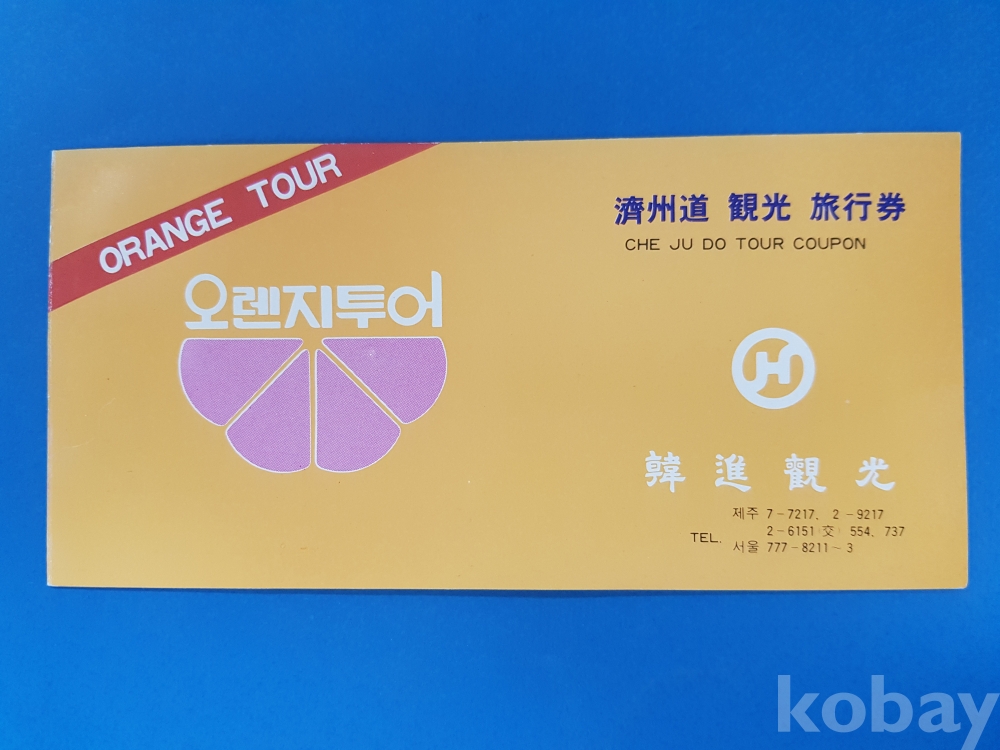 ORANGE TOUR
오렌지투어
濟州道 観光 旅行券
CHE JU DO TOUR COUPON
H
韓進觀光
TEL. 제주 7-7217, 2-9217
2-6151(交) 554, 737
서울 777-8211~3
kobay